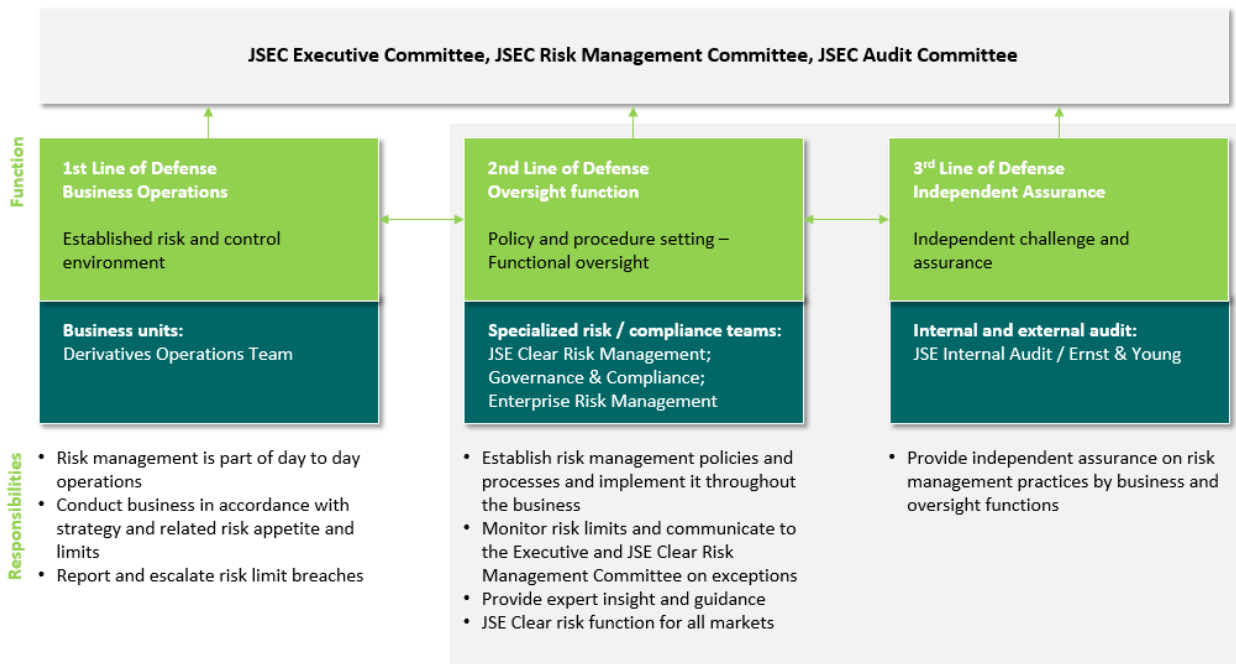 JSEC Executive Committee, JSEC Risk Management Committee, JSEC Audit Committee
Function
1st Line of Defense
Business Operations
Established risk and control
environment
Business units:
Derivatives Operations Team
2nd Line of Defense
Oversight function
Policy and procedure setting –
Functional oversight
Specialized risk / compliance teams:
JSE Clear Risk Management;
Governance & Compliance;
Enterprise Risk Management
3rd Line of Defense
Independent Assurance
Independent challenge and
assurance
Internal and external audit:
JSE Internal Audit / Ernst & Young
Responsibilities
• Risk management is part of day to day
operations
• Conduct business in accordance with
strategy and related risk appetite and
limits
• Report and escalate risk limit breaches
• Establish risk management policies and
processes and implement it throughout
the business
• Monitor risk limits and communicate to
the Executive and JSE Clear Risk
Management Committee on exceptions
• Provide expert insight and guidance
• JSE Clear risk function for all markets
• Provide independent assurance on risk
management practices by business and
oversight functions